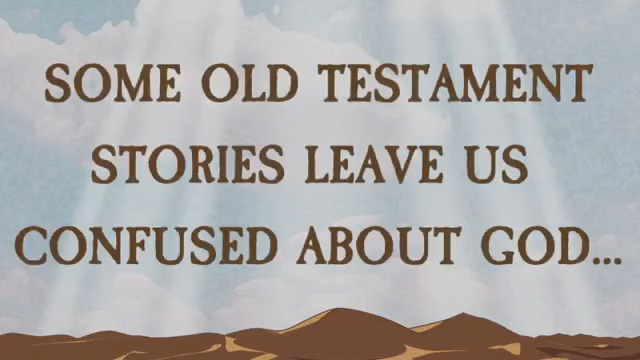 SOME OLD TESTAMENT
STORIES LEAVE US
CONFUSED ABOUT GOD...